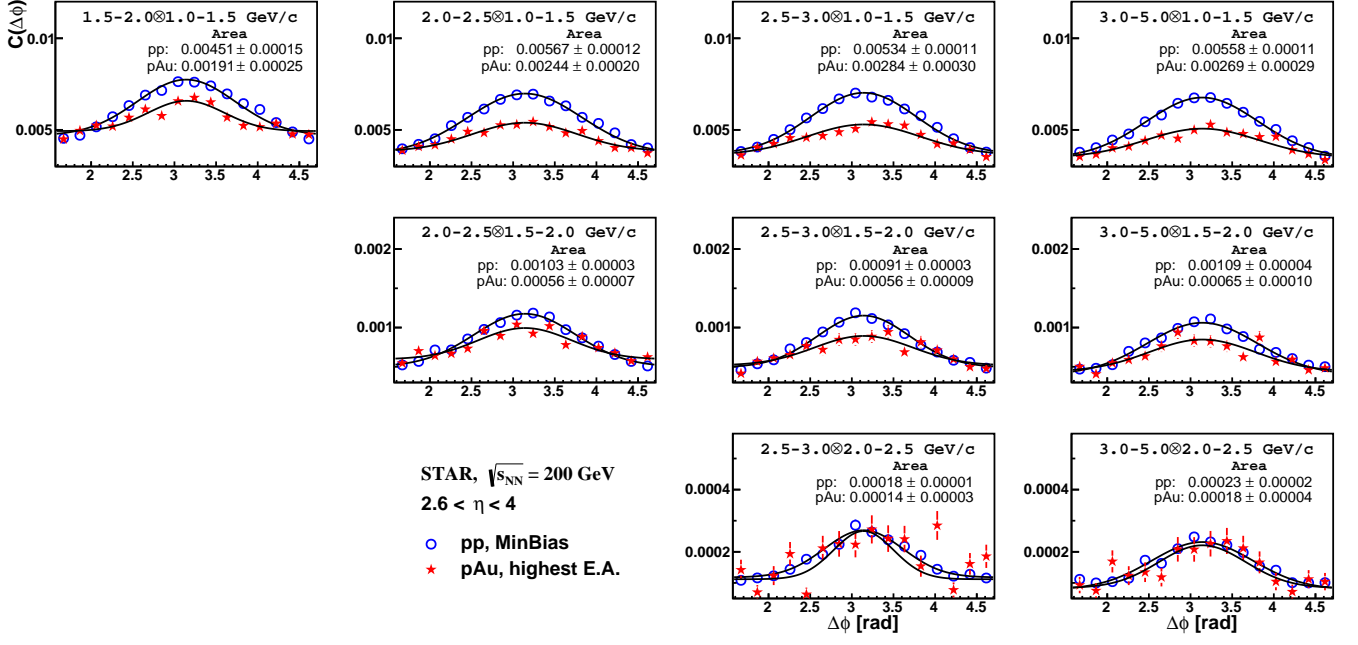 C(Δϕ)
1.5-2.0⊗1.0-1.5 GeV/c
Area
pp: 0.00451 ± 0.00015
pAu: 0.00191 ± 0.00025
0.01
0.005
2 2.5 3 3.5 4 4.5
2.0-2.5⊗1.0-1.5 GeV/c
Area
pp: 0.00567 ± 0.00012
pAu: 0.00244 ± 0.00020
0.01
0.005
2 2.5 3 3.5 4 4.5
2.5-3.0⊗1.0-1.5 GeV/c
Area
pp: 0.00534 ± 0.00011
pAu: 0.00284 ± 0.00030
0.01
0.005
2 2.5 3 3.5 4 4.5
3.0-5.0⊗1.0-1.5 GeV/c
Area
pp: 0.00558 ± 0.00011
pAu: 0.00269 ± 0.00029
0.01
0.005
2 2.5 3 3.5 4 4.5
2.0-2.5⊗1.5-2.0 GeV/c
Area
pp: 0.00103 ± 0.00003
pAu: 0.00056 ± 0.00007
0.002
0.001
2 2.5 3 3.5 4 4.5
2.5-3.0⊗1.5-2.0 GeV/c
Area
pp: 0.00091 ± 0.00003
pAu: 0.00056 ± 0.00009
0.002
0.001
2 2.5 3 3.5 4 4.5
3.0-5.0⊗1.5-2.0 GeV/c
Area
pp: 0.00109 ± 0.00004
pAu: 0.00065 ± 0.00010
0.002
0.001
2 2.5 3 3.5 4 4.5
STAR, √s_NN = 200 GeV
2.6 < η < 4
pp, MinBias
pAu, highest E.A.
2.5-3.0⊗2.0-2.5 GeV/c
Area
pp: 0.00018 ± 0.00001
pAu: 0.00014 ± 0.00003
0.0004
0.0002
2 2.5 3 3.5 4 4.5
Δϕ [rad]
3.0-5.0⊗2.0-2.5 GeV/c
Area
pp: 0.00023 ± 0.00002
pAu: 0.00018 ± 0.00004
0.0004
0.0002
2 2.5 3 3.5 4 4.5
Δϕ [rad]